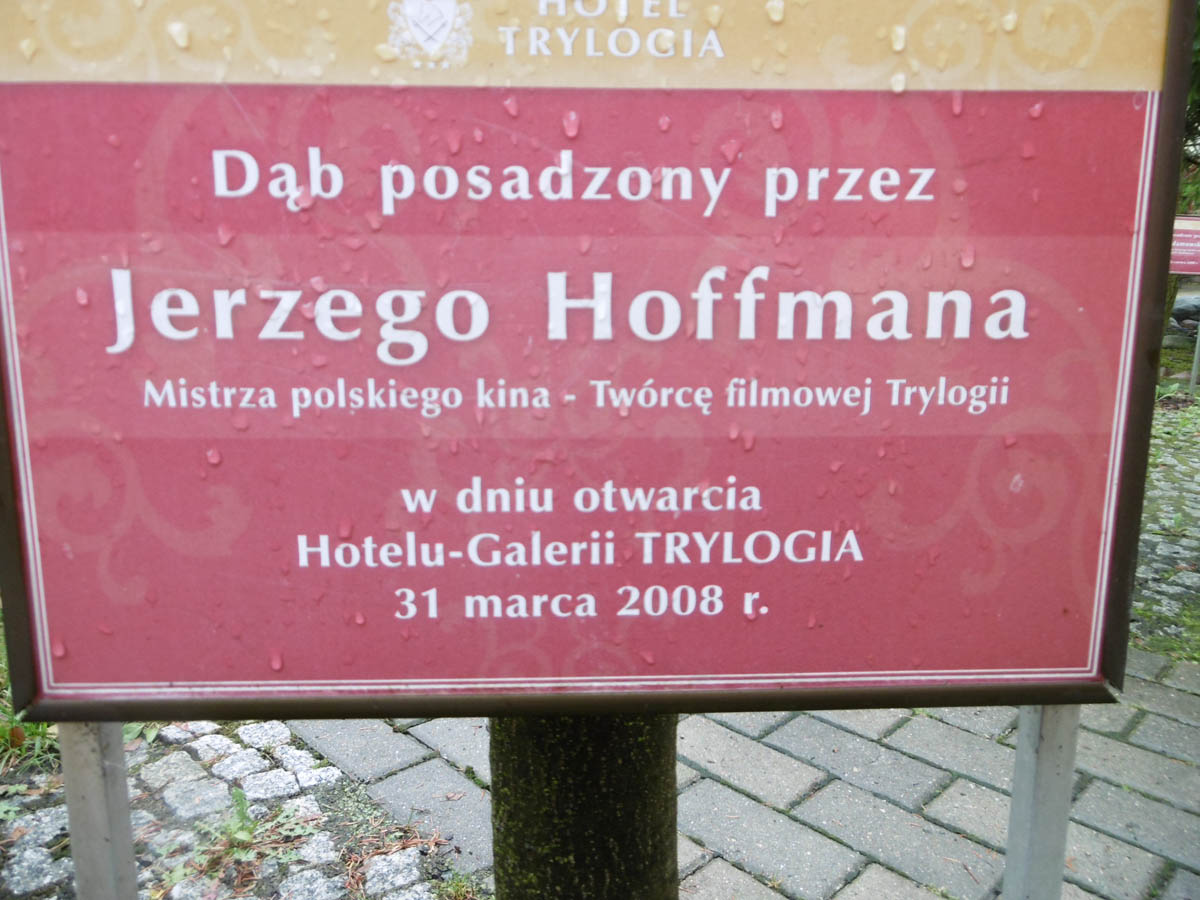 HOTEL
TRYLOGIA
Dąb posadzony przez
Jerzego Hoffmana
Mistrza polskiego kina - Twórcę filmowej Trylogii
w dniu otwarcia
Hotelu-Galerii TRYLOGIA
31 marca 2008 r.